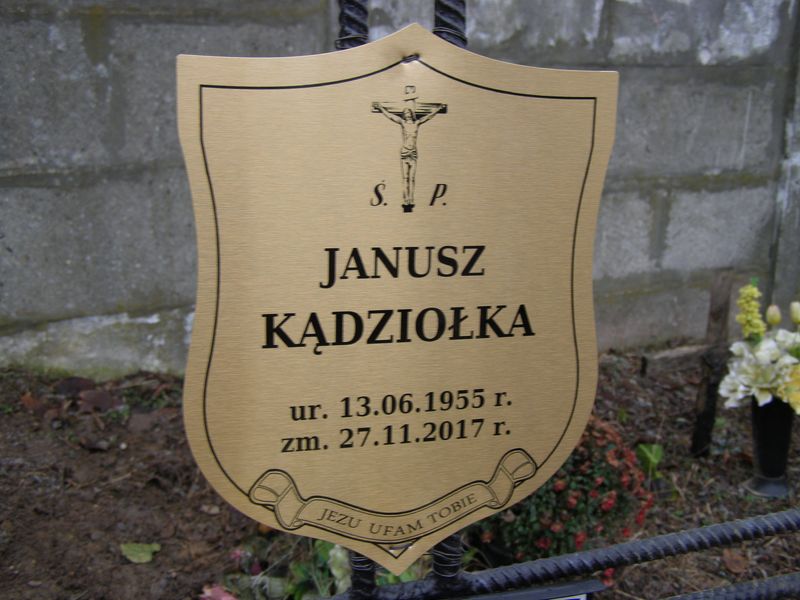 Ś. P.
JANUSZ
KĄDZIOŁKA
ur. 13.06.1955 r.
zm. 27.11.2017 r.
JEZU UFAM TOBIE